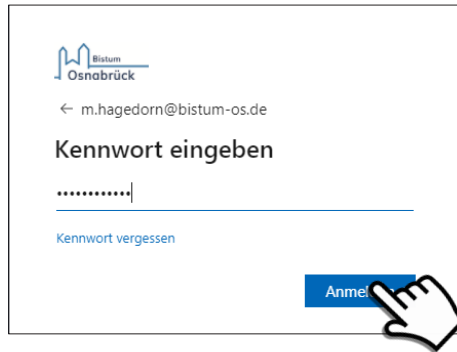 Bistum
Osnabrück
← m.hagedorn@bistum-os.de
Kennwort eingeben
••••••••••••
Kennwort vergessen